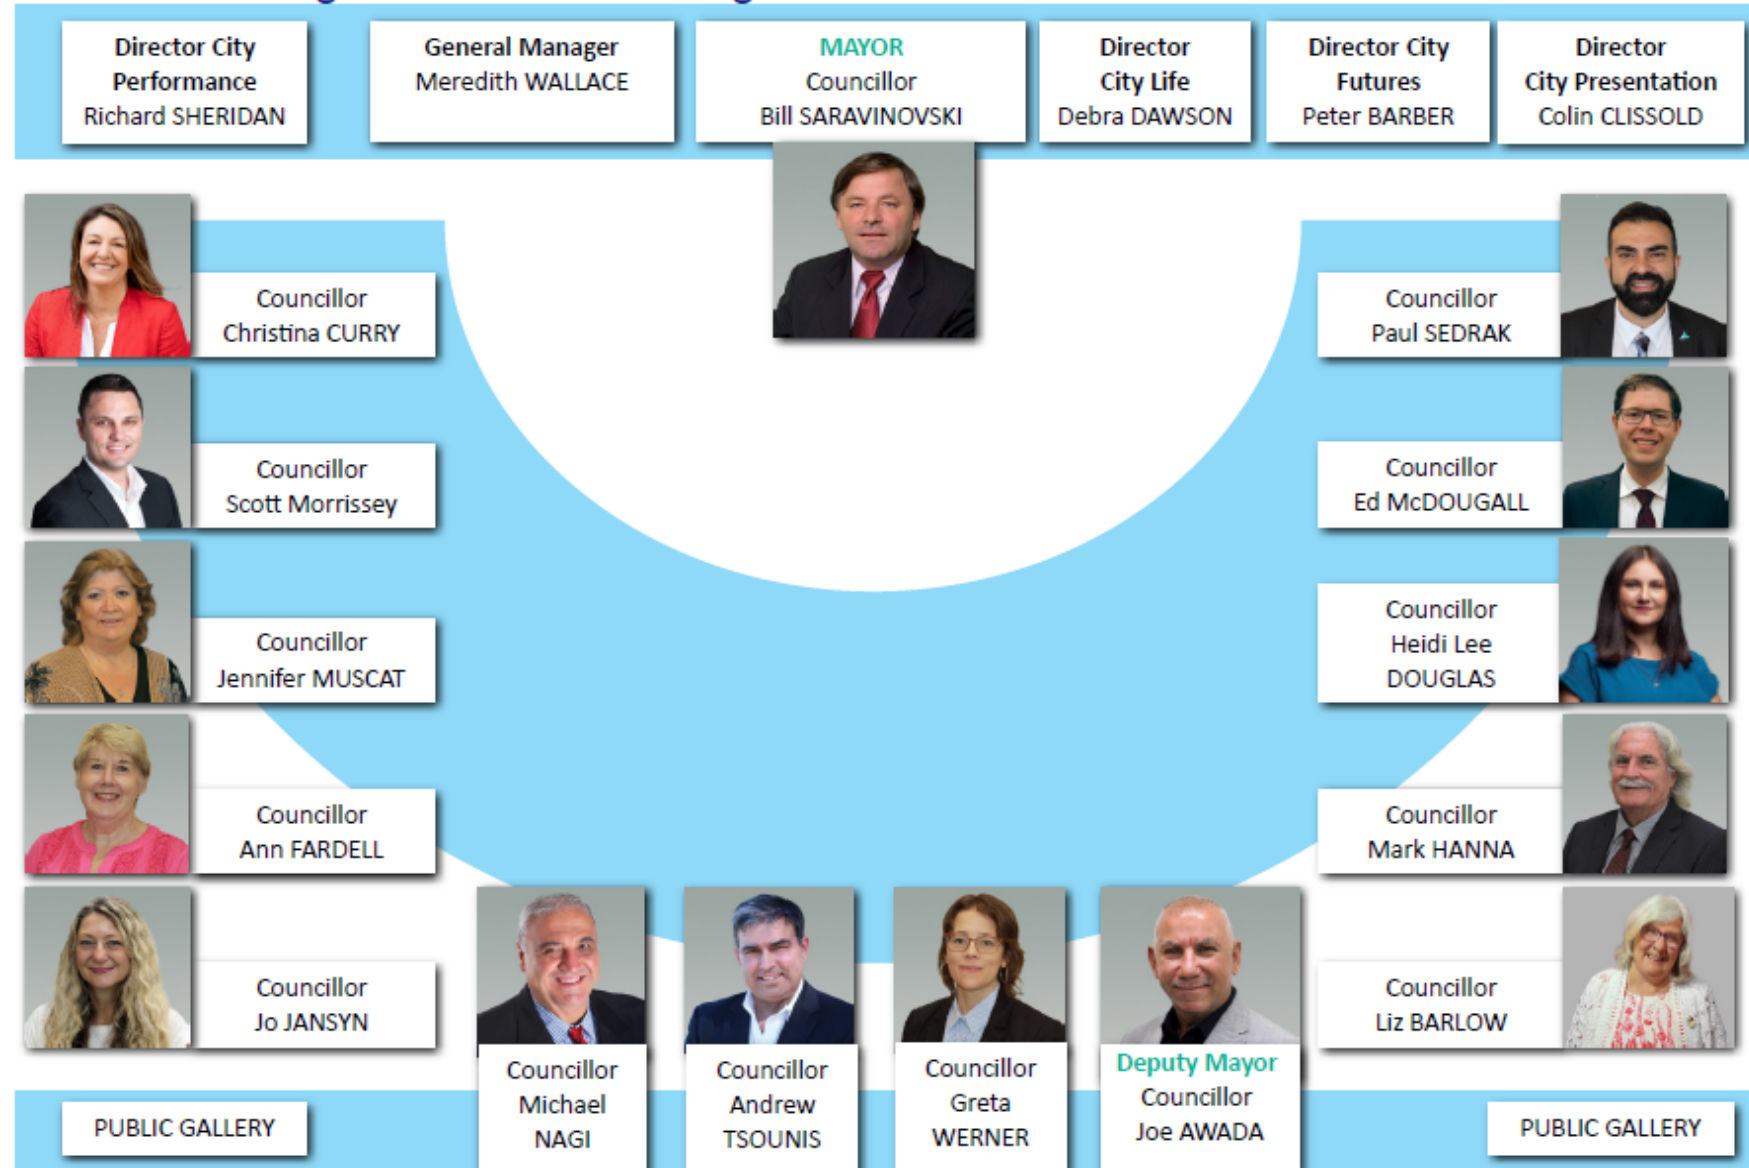 Director City
Performance
Richard SHERIDAN
General Manager
Meredith WALLACE
MAYOR
Councillor
Bill SARAVINOVSKI
Director
City Life
Debra DAWSON
Director City
Futures
Peter BARBER
Director
City Presentation
Colin CLISSOLD
Councillor
Christina CURRY
Councillor
Paul SEDRAK
Councillor
Scott Morrissey
Councillor
Ed McDOUGALL
Councillor
Jennifer MUSCAT
Councillor
Heidi Lee
DOUGLAS
Councillor
Ann FARDELL
Councillor
Mark HANNA
Councillor
Jo JANSYN
Councillor
Liz BARLOW
Councillor
Michael
NAGI
Councillor
Andrew
TSOUNIS
Councillor
Greta
WERNER
Deputy Mayor
Councillor
Joe AWADA
PUBLIC GALLERY
PUBLIC GALLERY